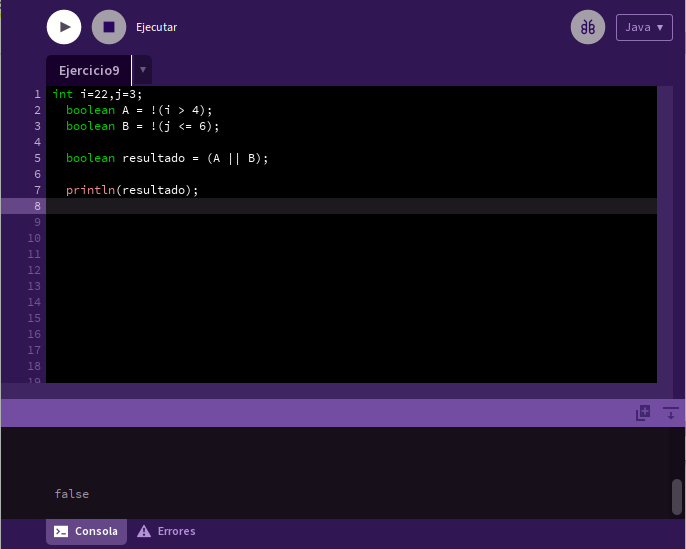 Ejecutar
Java ▾
Ejercicio9 ▾
1 int i=22,j=3;
2   boolean A = !(i > 4);
3   boolean B = !(j <= 6);
4
5   boolean resultado = (A || B);
6
7   println(resultado);
8
9
10
11
12
13
14
15
16
17
18
19
false
Consola
Errores